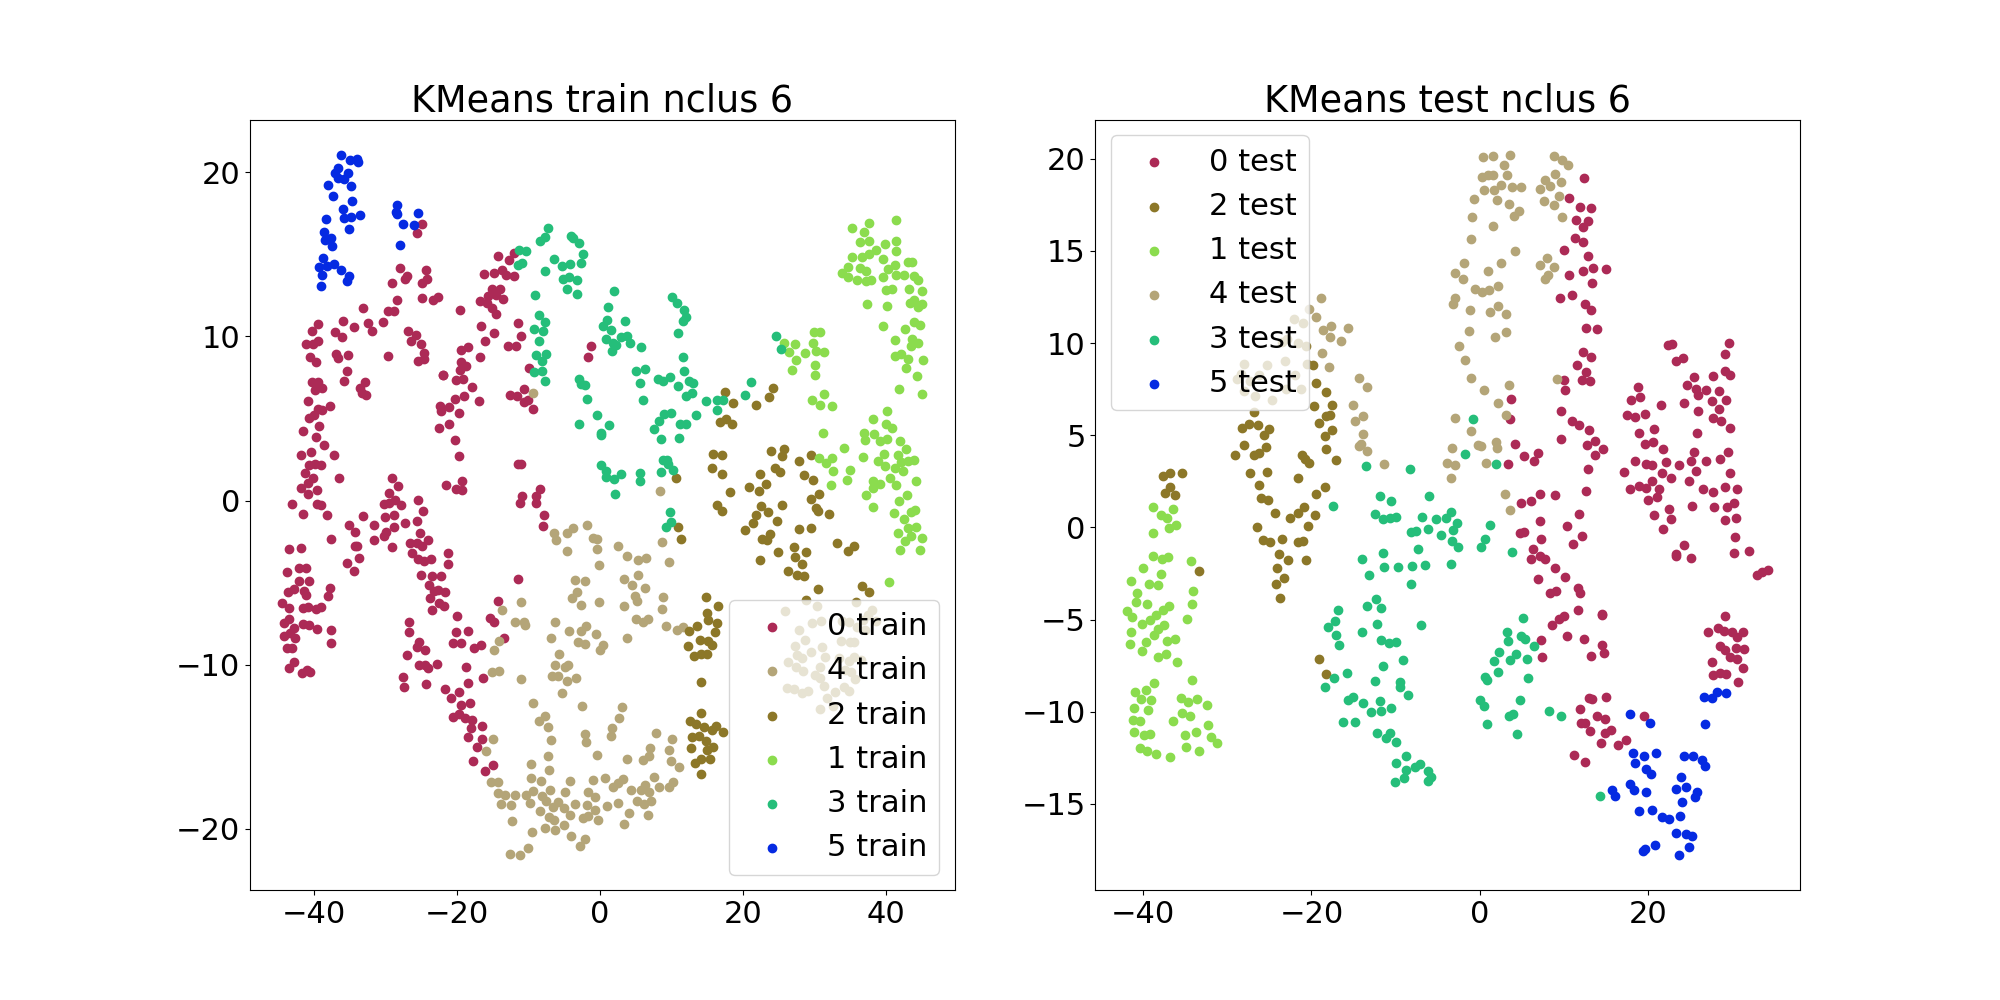 KMeans train nclus 6
20
10
0
−10
−20
−40
−20
0
20
40
0 train
4 train
2 train
1 train
3 train
5 train
KMeans test nclus 6
20
15
10
5
0
−5
−10
−15
−40
−20
0
20
0 test
2 test
1 test
4 test
3 test
5 test